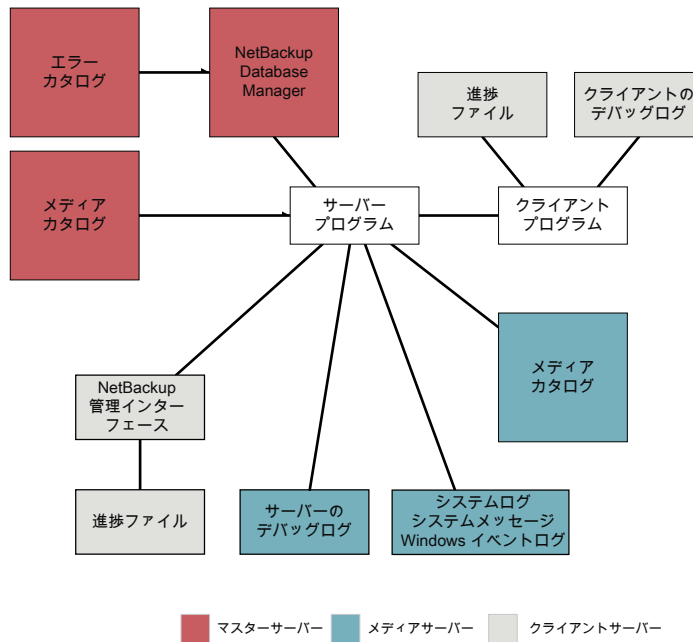 エラー
カタログ
NetBackup
Database
Manager
進捗
ファイル
クライアントの
デバッグログ
メディア
カタログ
サーバー
プログラム
クライアント
プログラム
メディア
カタログ
NetBackup
管理インター
フェース
進捗ファイル
サーバーの
デバッグログ
システムログ
システムメッセージ
Windows イベントログ
マスターサーバー
メディアサーバー
クライアントサーバー